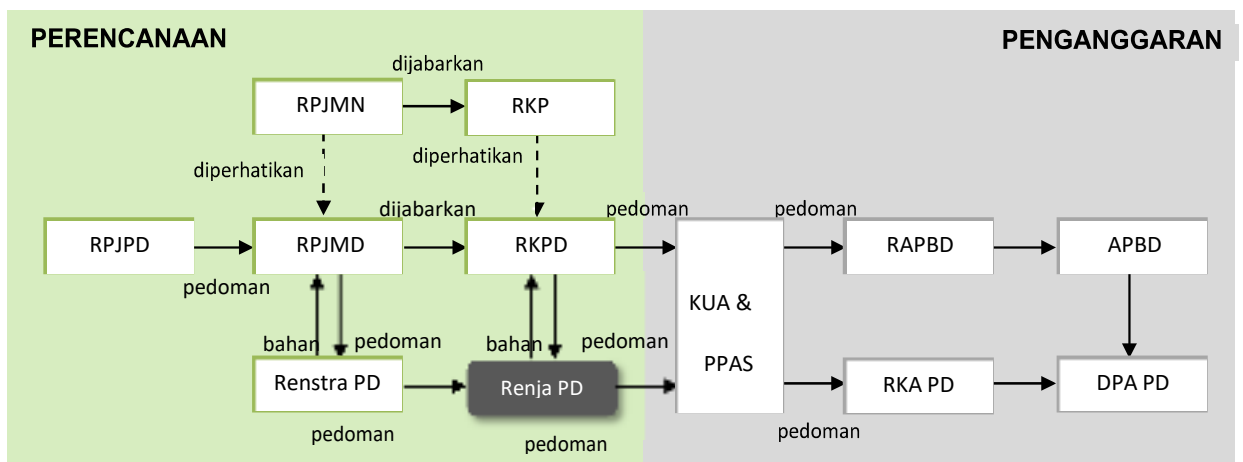 PERENCANAAN
PENGANGGARAN
dijabarkan
RPJMN
RKP
diperhatikan
diperhatikan
dijabarkan
pedoman
pedoman
RPJPD
RPJMD
RKPD
RAPBD
APBD
pedoman
KUA &
PPAS
bahan
pedoman
bahan
pedoman
Renstra PD
Renja PD
RKA PD
DPA PD
pedoman
pedoman
pedoman